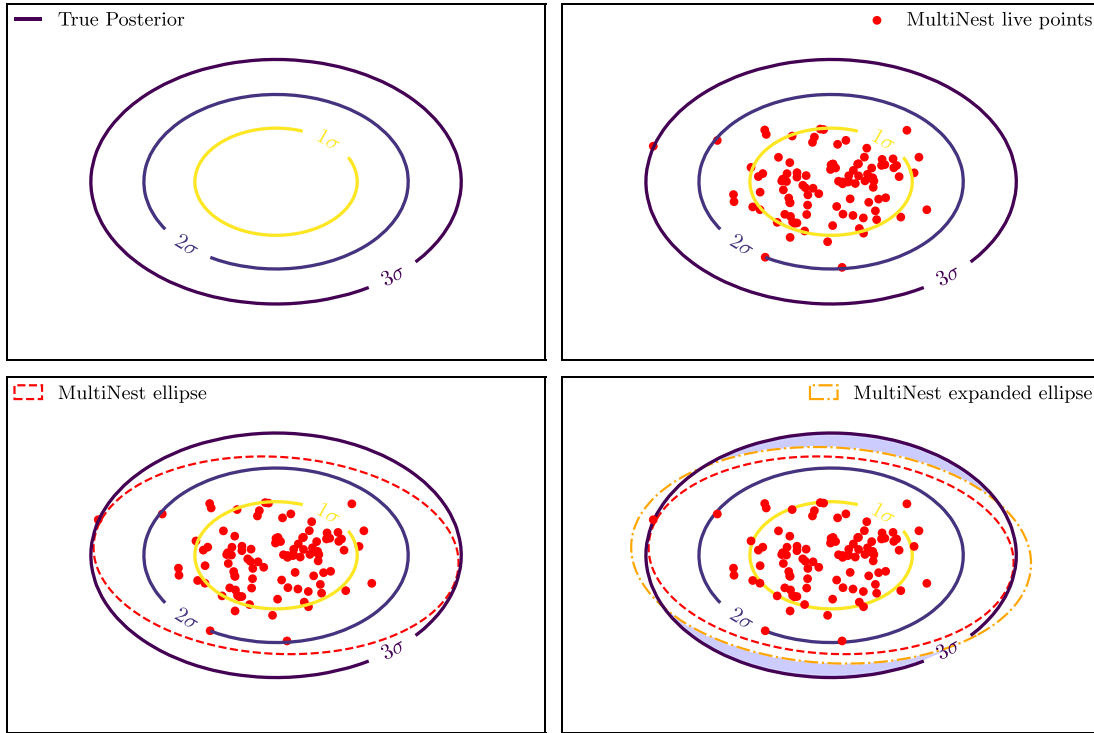 True Posterior
1σ
2σ
3σ
MultiNest live points
1σ
2σ
3σ
MultiNest ellipse
1σ
2σ
3σ
MultiNest expanded ellipse
1σ
2σ
3σ